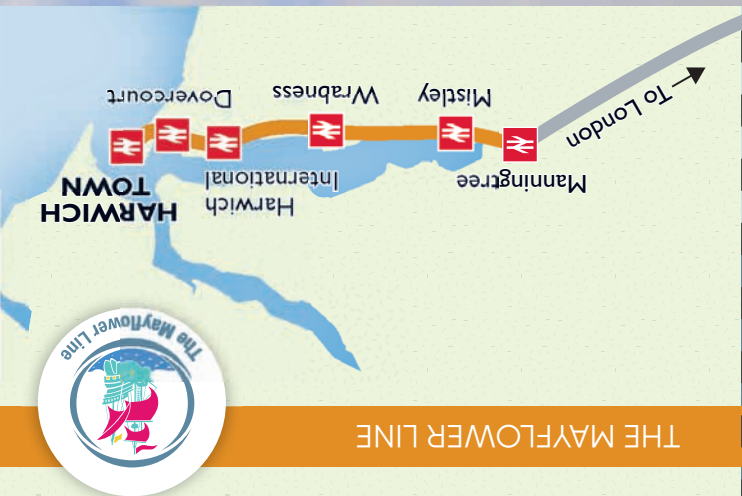 THE MAYFLOWER LINE
The Mayflower Line
HARWICH
TOWN
Harwich
International
Manningtree
Dovercourt
Wrabness
Mistley
To London